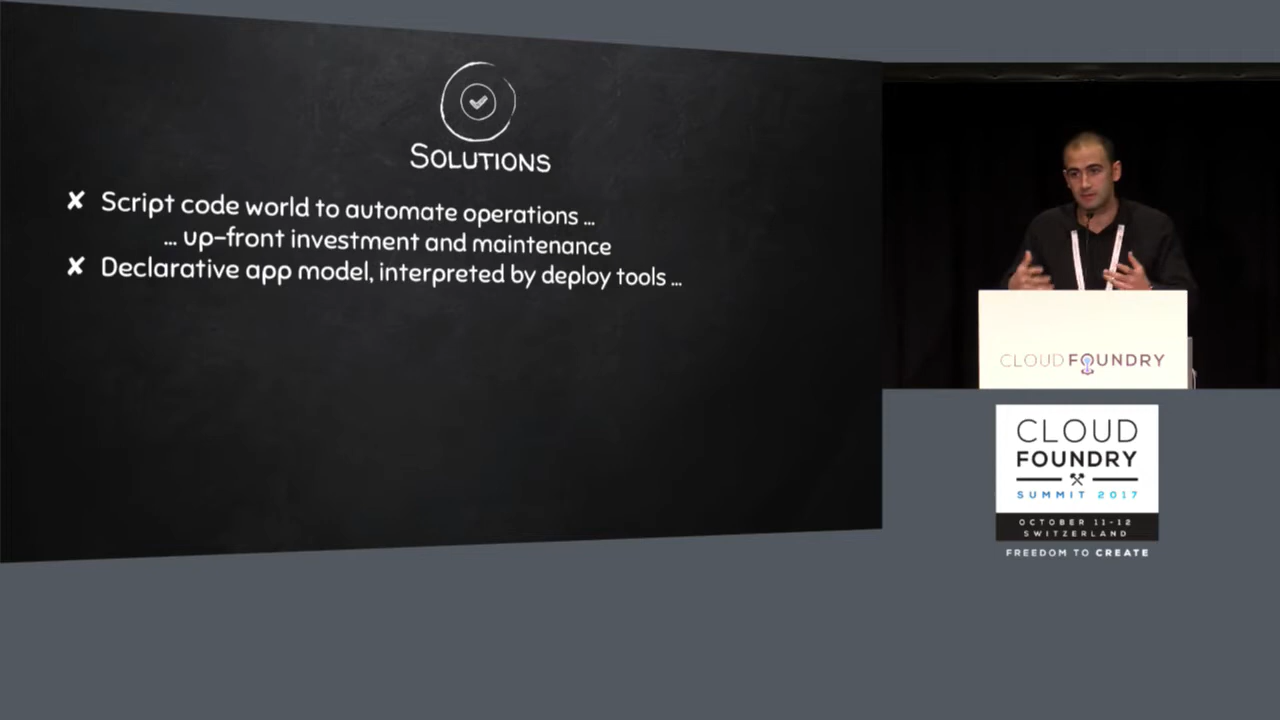 SOLUTIONS
✘ Script code world to automate operations ...
... up-front investment and maintenance
✘ Declarative app model, interpreted by deploy tools ...
CLOUD FOUNDRY
CLOUD
FOUNDRY
SUMMIT 2017
OCTOBER 11-12
SWITZERLAND
FREEDOM TO CREATE